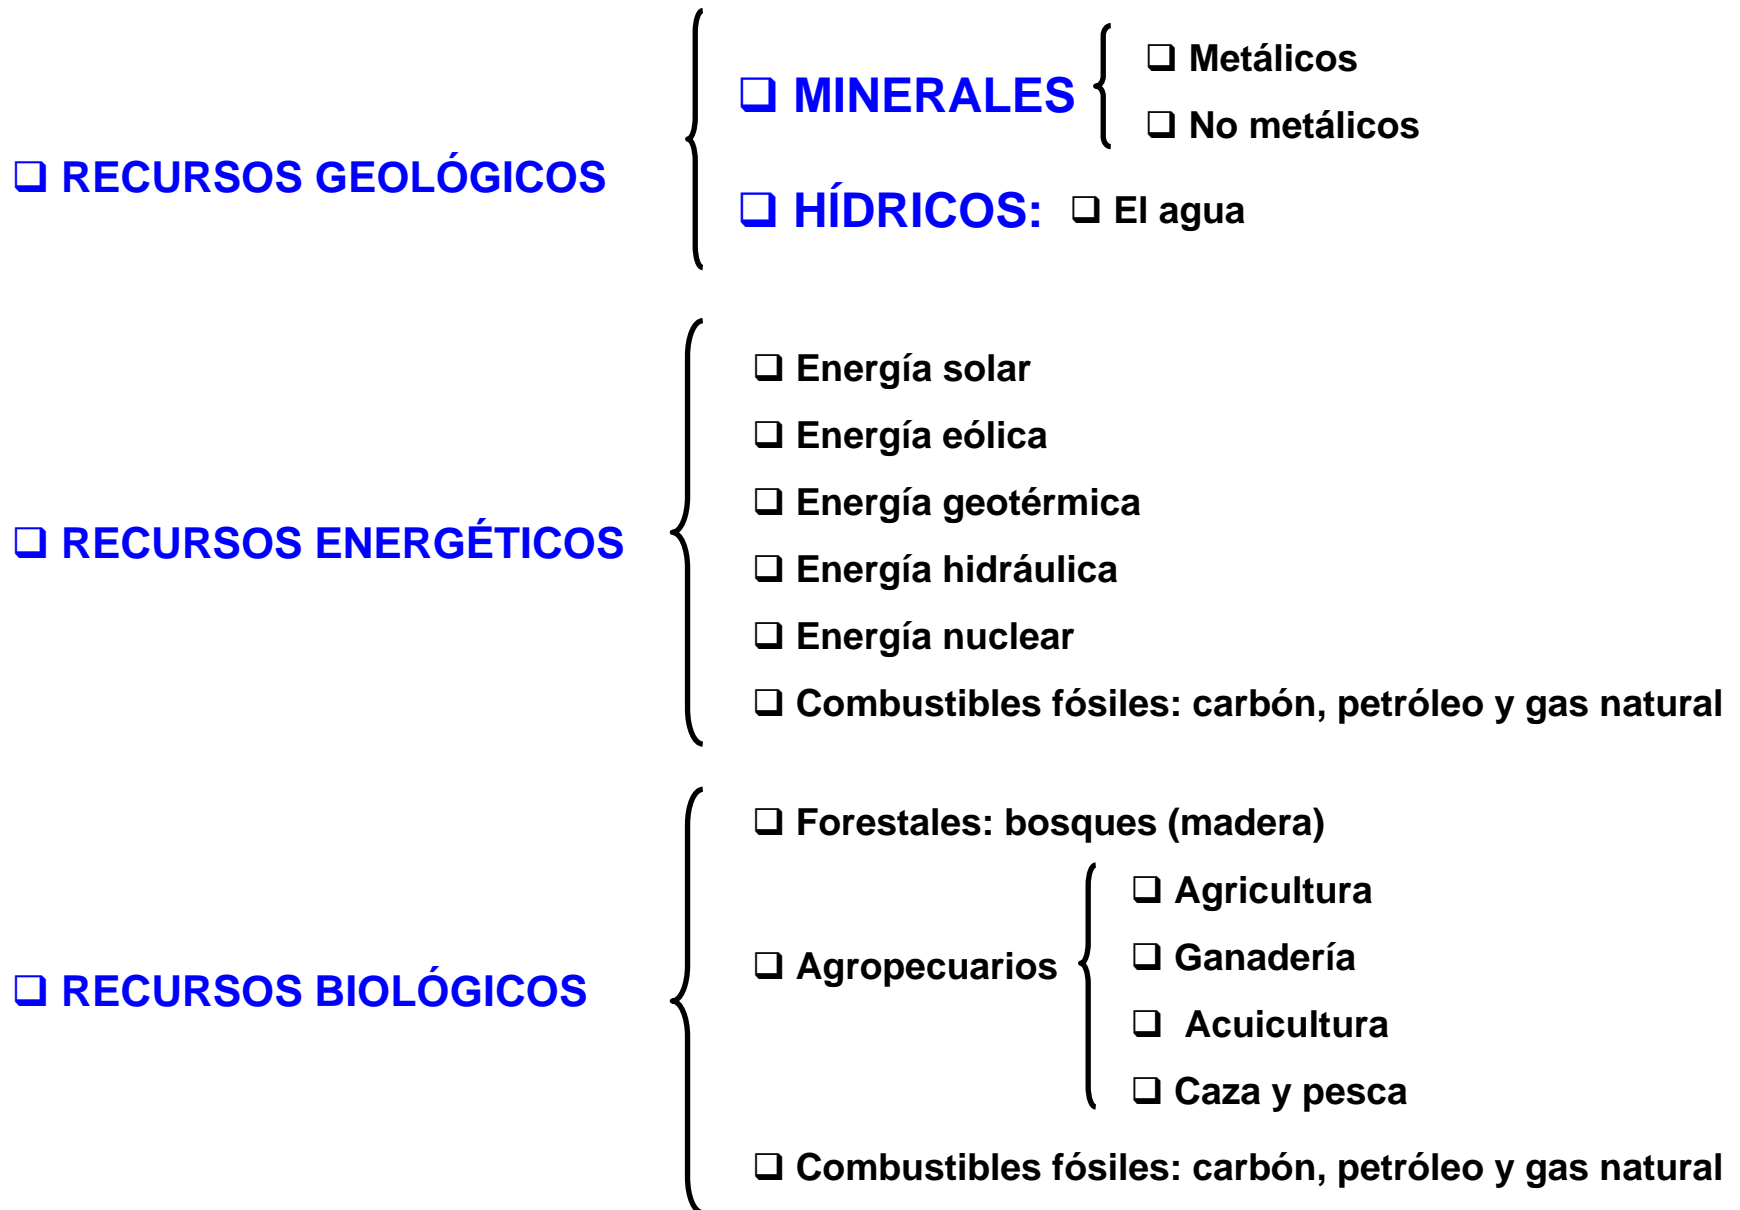 ❑ RECURSOS GEOLÓGICOS
❑ MINERALES
❑ Metálicos
❑ No metálicos
❑ HÍDRICOS: ❑ El agua
❑ RECURSOS ENERGÉTICOS
❑ Energía solar
❑ Energía eólica
❑ Energía geotérmica
❑ Energía hidráulica
❑ Energía nuclear
❑ Combustibles fósiles: carbón, petróleo y gas natural
❑ RECURSOS BIOLÓGICOS
❑ Forestales: bosques (madera)
❑ Agropecuarios
❑ Agricultura
❑ Ganadería
❑ Acuicultura
❑ Caza y pesca
❑ Combustibles fósiles: carbón, petróleo y gas natural